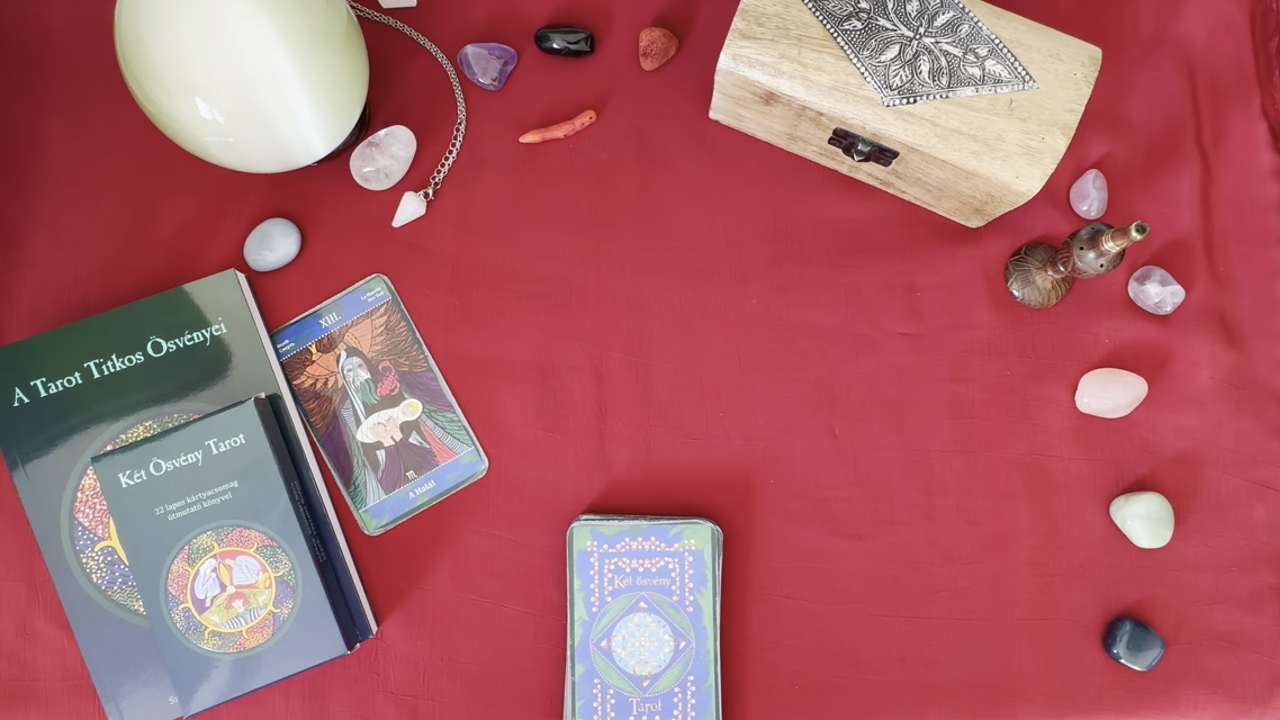 A Tarot Titkos Ösvényei
Két Ösvény Tarot
22 lapos kártyacsomag
útmutató könyvvel
XIII.
A Halál
Két ösvény
Tarot